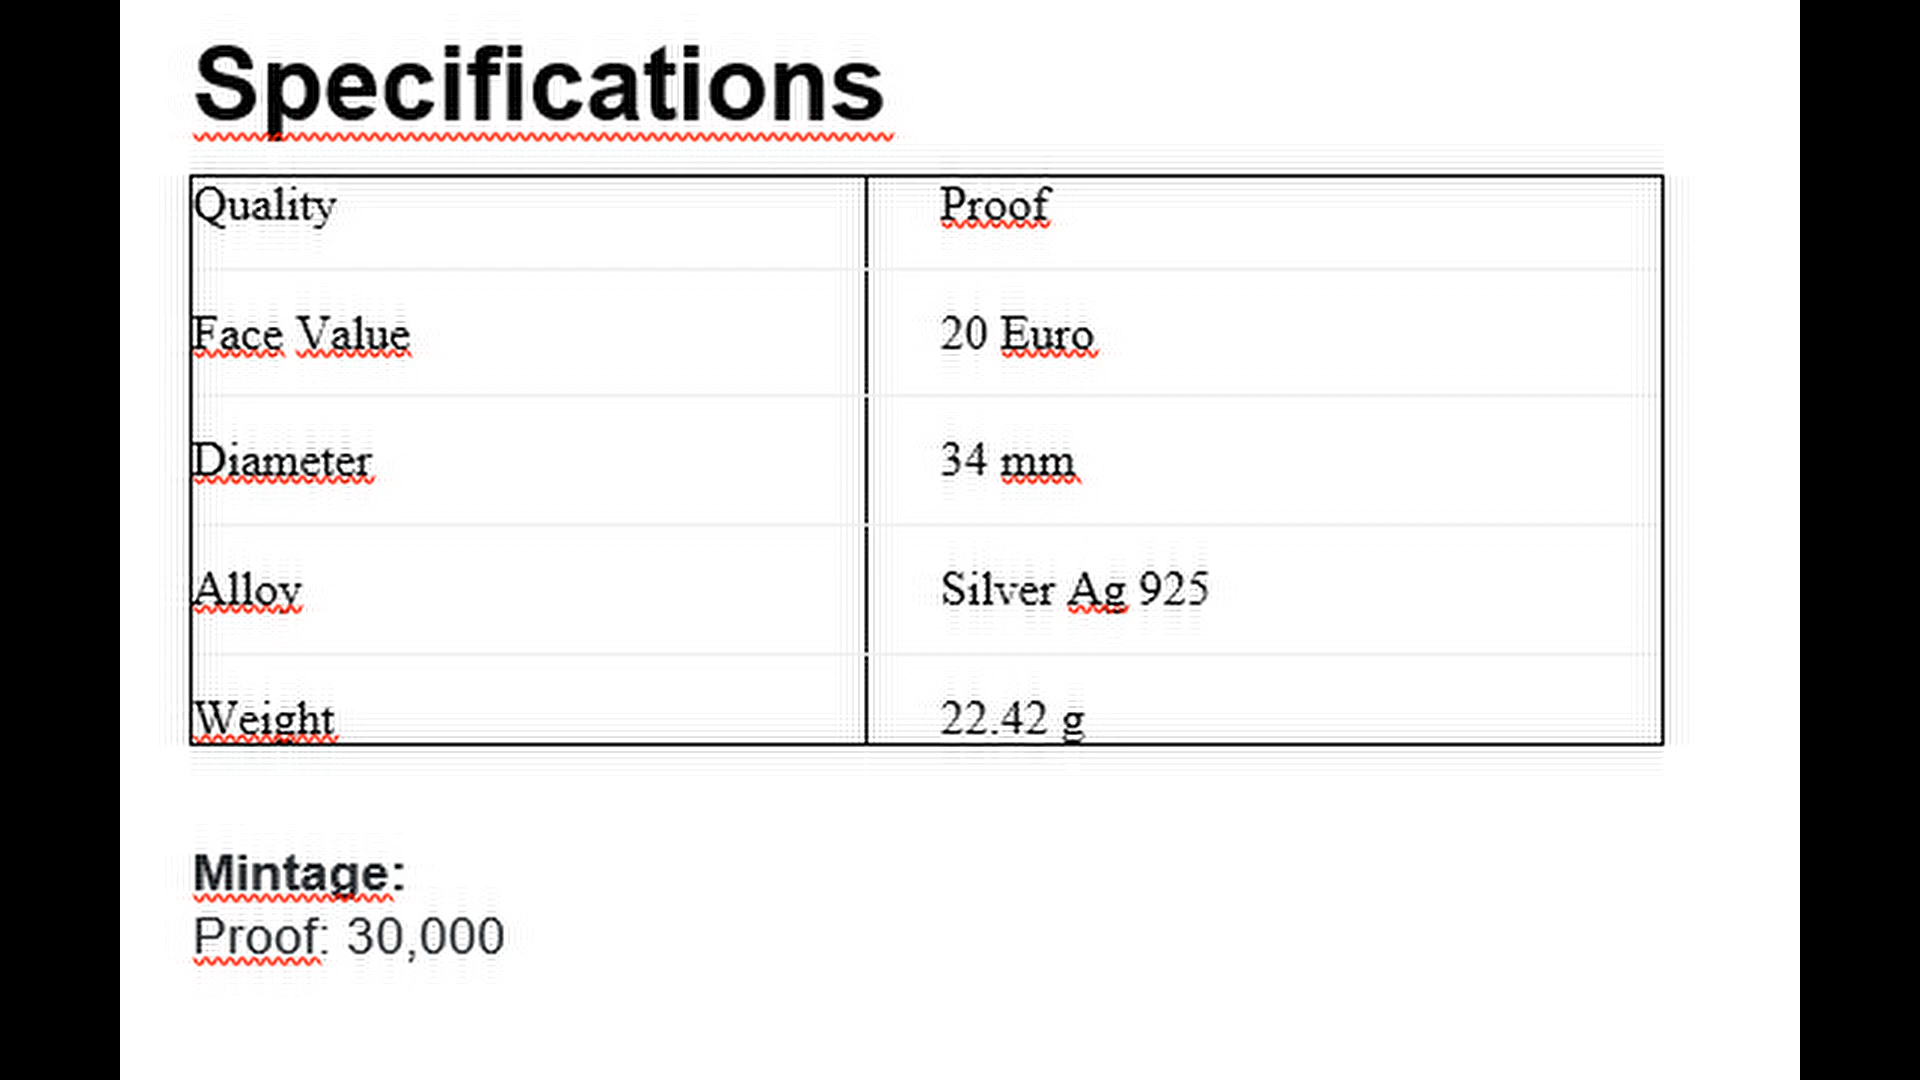 Specifications
Quality Proof
Face Value 20 Euro
Diameter 34 mm
Alloy Silver Ag 925
Weight 22.42 g
Mintage:
Proof: 30,000